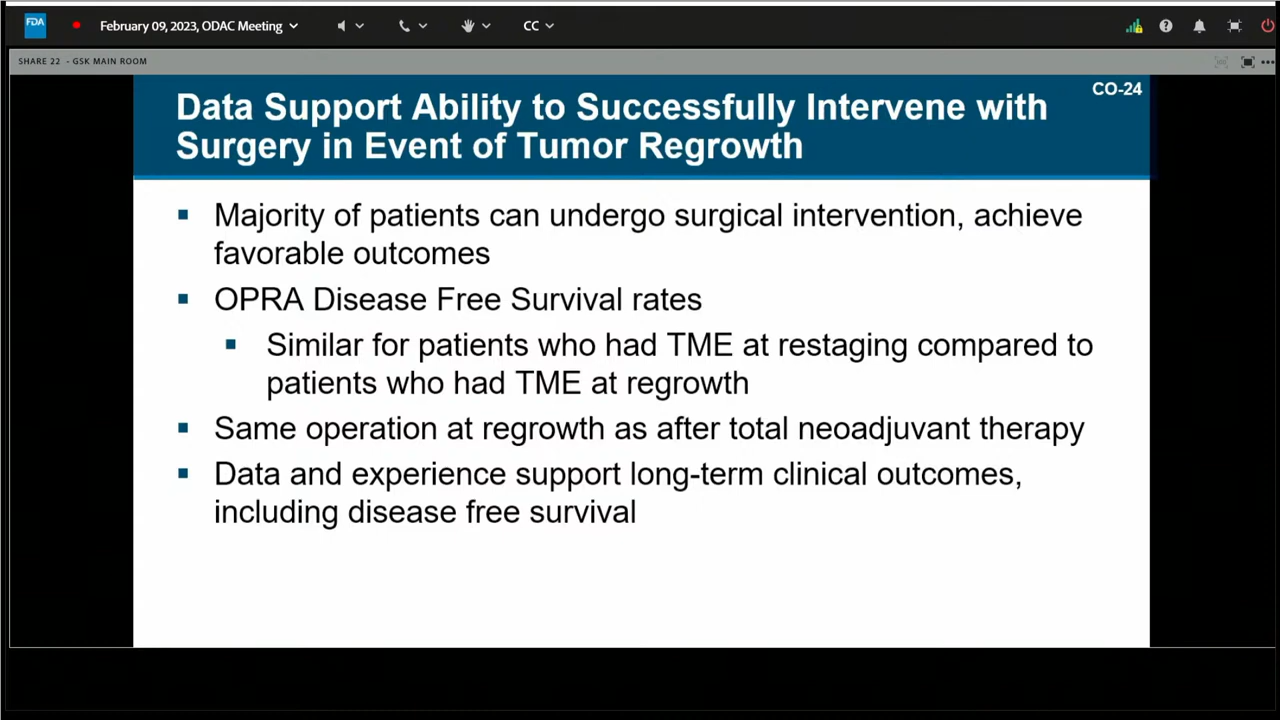 FDA
February 09, 2023, ODAC Meeting
CC
SHARE 22 - GSK MAIN ROOM
CO-24
Data Support Ability to Successfully Intervene with
Surgery in Event of Tumor Regrowth
Majority of patients can undergo surgical intervention, achieve
favorable outcomes
OPRA Disease Free Survival rates
Similar for patients who had TME at restaging compared to
patients who had TME at regrowth
Same operation at regrowth as after total neoadjuvant therapy
Data and experience support long-term clinical outcomes,
including disease free survival